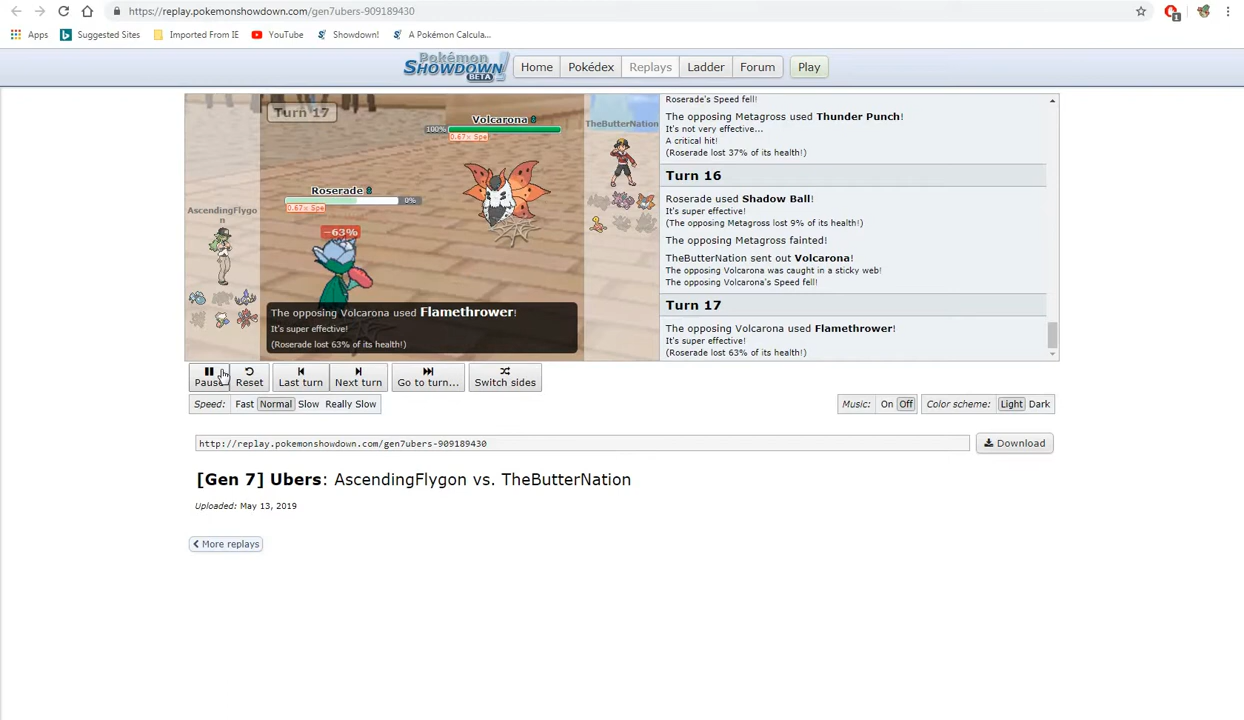 https://replay.pokemonshowdown.com/gen7ubers-909189430
1
Apps Suggested Sites Imported From IE YouTube Showdown! A Pokémon Calcula...
Pokémon SHOWDOWN! BETA Home Pokédex Replays Ladder Forum Play
Turn 17
Volcarona
100%
0.67× Spe
TheButterNation
Roserade
0%
0.67× Spe
AscendingFlygo
n
−63%
The opposing Volcarona used Flamethrower!
It's super effective!
(Roserade lost 63% of its health!)
Roserade's Speed fell!
The opposing Metagross used Thunder Punch!
It's not very effective...
A critical hit!
(Roserade lost 37% of its health!)
Turn 16
Roserade used Shadow Ball!
It's super effective!
(The opposing Metagross lost 9% of its health!)
The opposing Metagross fainted!
TheButterNation sent out Volcarona!
The opposing Volcarona was caught in a sticky web!
The opposing Volcarona's Speed fell!
Turn 17
The opposing Volcarona used Flamethrower!
It's super effective!
(Roserade lost 63% of its health!)
Pause Reset Last turn Next turn Go to turn... Switch sides
Speed: Fast Normal Slow Really Slow Music: On Off Color scheme: Light Dark
http://replay.pokemonshowdown.com/gen7ubers-909189430 Download
[Gen 7] Ubers: AscendingFlygon vs. TheButterNation
Uploaded: May 13, 2019
More replays